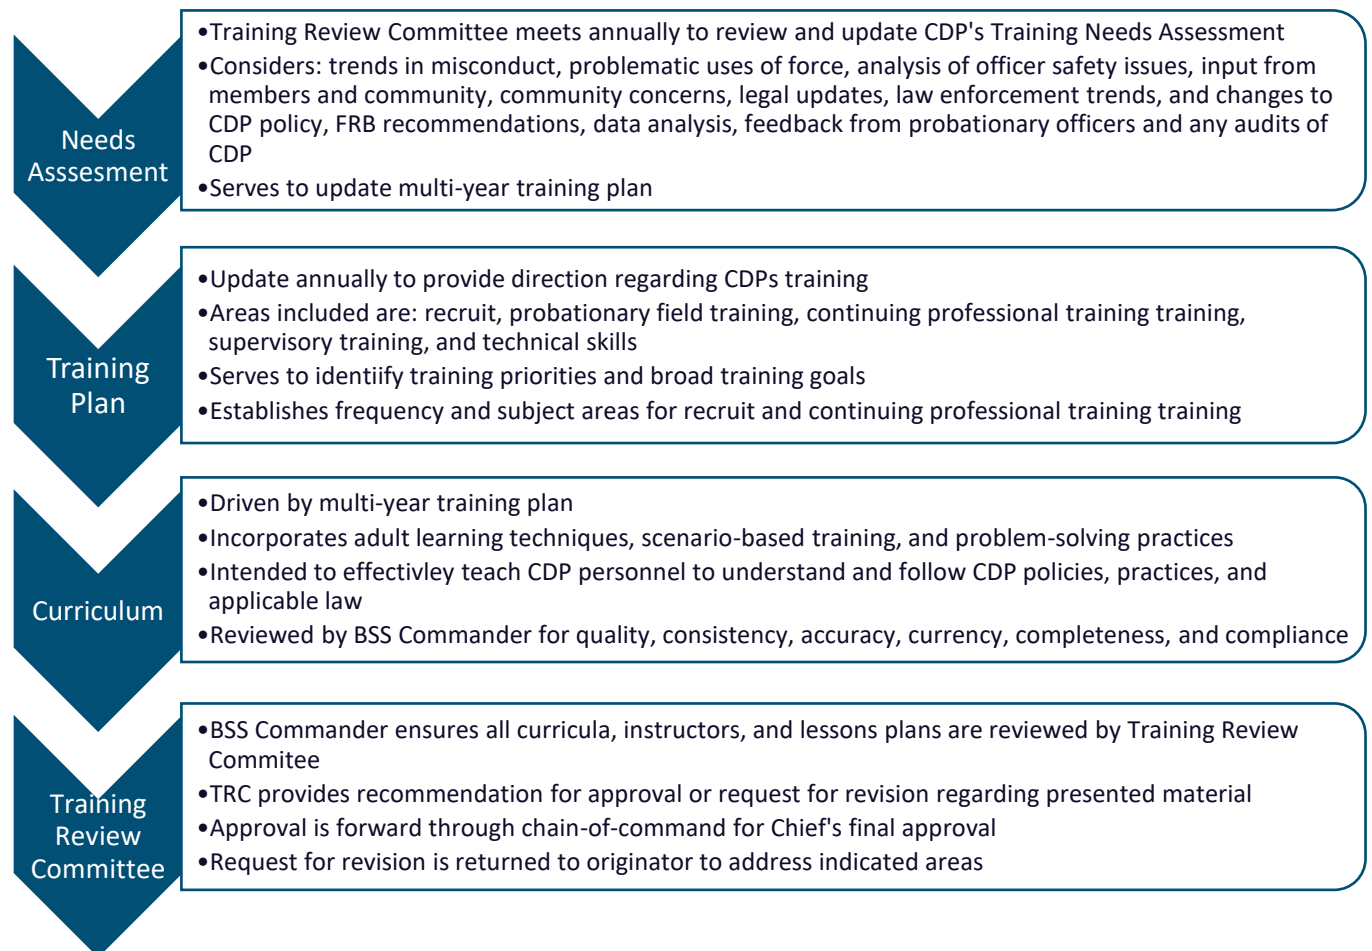 •Training Review Committee meets annually to review and update CDP's Training Needs Assessment
•Considers: trends in misconduct, problematic uses of force, analysis of officer safety issues, input from
members and community, community concerns, legal updates, law enforcement trends, and changes to
CDP policy, FRB recommendations, data analysis, feedback from probationary officers and any audits of
CDP
•Serves to update multi-year training plan
Needs
Asssesment
•Update annually to provide direction regarding CDPs training
•Areas included are: recruit, probationary field training, continuing professional training training,
supervisory training, and technical skills
•Serves to identiify training priorities and broad training goals
•Establishes frequency and subject areas for recruit and continuing professional training training
Training
Plan
•Driven by multi-year training plan
•Incorporates adult learning techniques, scenario-based training, and problem-solving practices
•Intended to effectivley teach CDP personnel to understand and follow CDP policies, practices, and
applicable law
•Reviewed by BSS Commander for quality, consistency, accuracy, currency, completeness, and compliance
Curriculum
•BSS Commander ensures all curricula, instructors, and lessons plans are reviewed by Training Review
Commitee
•TRC provides recommendation for approval or request for revision regarding presented material
•Approval is forward through chain-of-command for Chief's final approval
•Request for revision is returned to originator to address indicated areas
Training
Review
Committee